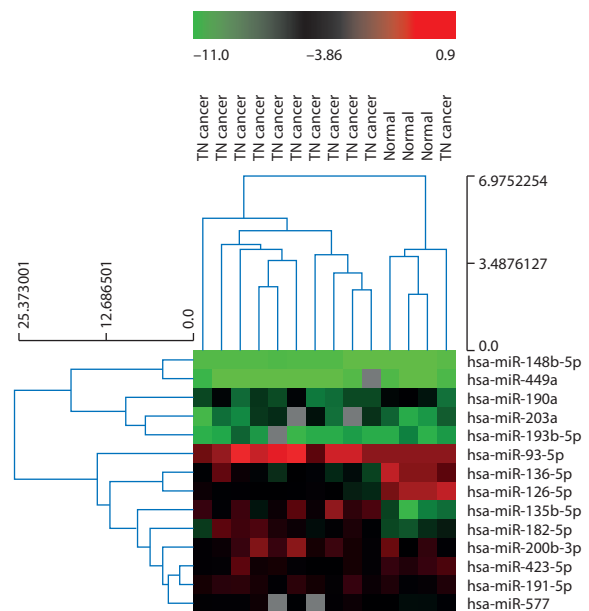 −11.0 −3.86 0.9
TN cancer
TN cancer
TN cancer
TN cancer
TN cancer
TN cancer
TN cancer
TN cancer
TN cancer
TN cancer
Normal
Normal
Normal
TN cancer
6.9752254
3.4876127
0.0
25.373001
12.686501
0.0
hsa-miR-148b-5p
hsa-miR-449a
hsa-miR-190a
hsa-miR-203a
hsa-miR-193b-5p
hsa-miR-93-5p
hsa-miR-136-5p
hsa-miR-126-5p
hsa-miR-135b-5p
hsa-miR-182-5p
hsa-miR-200b-3p
hsa-miR-423-5p
hsa-miR-191-5p
hsa-miR-577